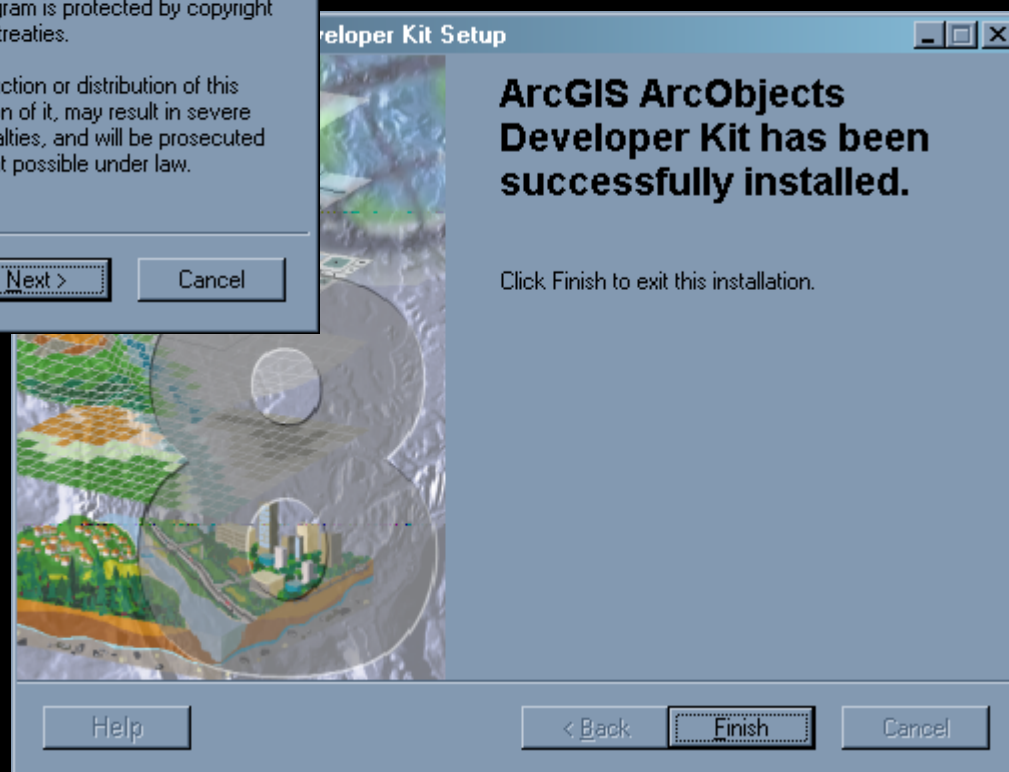 gram is protected by copyright
treaties.
ction or distribution of this
n of it, may result in severe
alties, and will be prosecuted
t possible under law.
Next >
Cancel
veloper Kit Setup
ArcGIS ArcObjects
Developer Kit has been
successfully installed.
Click Finish to exit this installation.
Help
< Back
Finish
Cancel